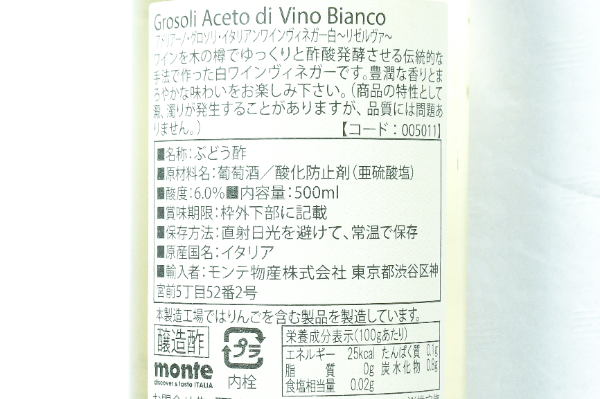 Grosoli Aceto di Vino Bianco
アドリアーノ・グロソリ・イタリアンワインヴィネガー白～リゼルヴァ～
ワインを木の樽でゆっくりと酢酸発酵させる伝統的な
手法で作った白ワインヴィネガーです。豊潤な香りとま
ろやかな味わいをお楽しみ下さい。(商品の特性として
澱、濁りが発生することがありますが、品質には問題あ
りません。)
【コード：005011】
■名称：ぶどう酢
■原材料名：葡萄酒／酸化防止剤（亜硫酸塩）
■酸度：6.0%■内容量：500ml
■賞味期限：枠外下部に記載
■保存方法：直射日光を避けて、常温で保存
■原産国名：イタリア
■輸入者：モンテ物産株式会社 東京都渋谷区神
宮前5丁目52番2号
本製造工場ではりんごを含む製品を製造しています。
醸造酢
プラ
内栓
monte
discover & taste ITALIA
栄養成分表示(100gあたり)
エネルギー 25kcal たんぱく質 0.1g
脂質 0g 炭水化物 0.6g
食塩相当量 0.02g